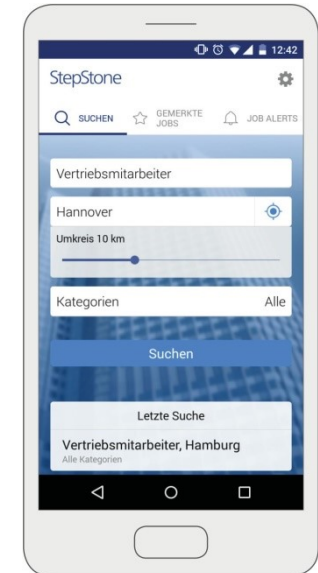 12:42
StepStone
SUCHEN
GEMERKTE
JOBS
JOB ALERTS
Vertriebsmitarbeiter
Hannover
Umkreis 10 km
Kategorien Alle
Suchen
Letzte Suche
Vertriebsmitarbeiter, Hamburg
Alle Kategorien